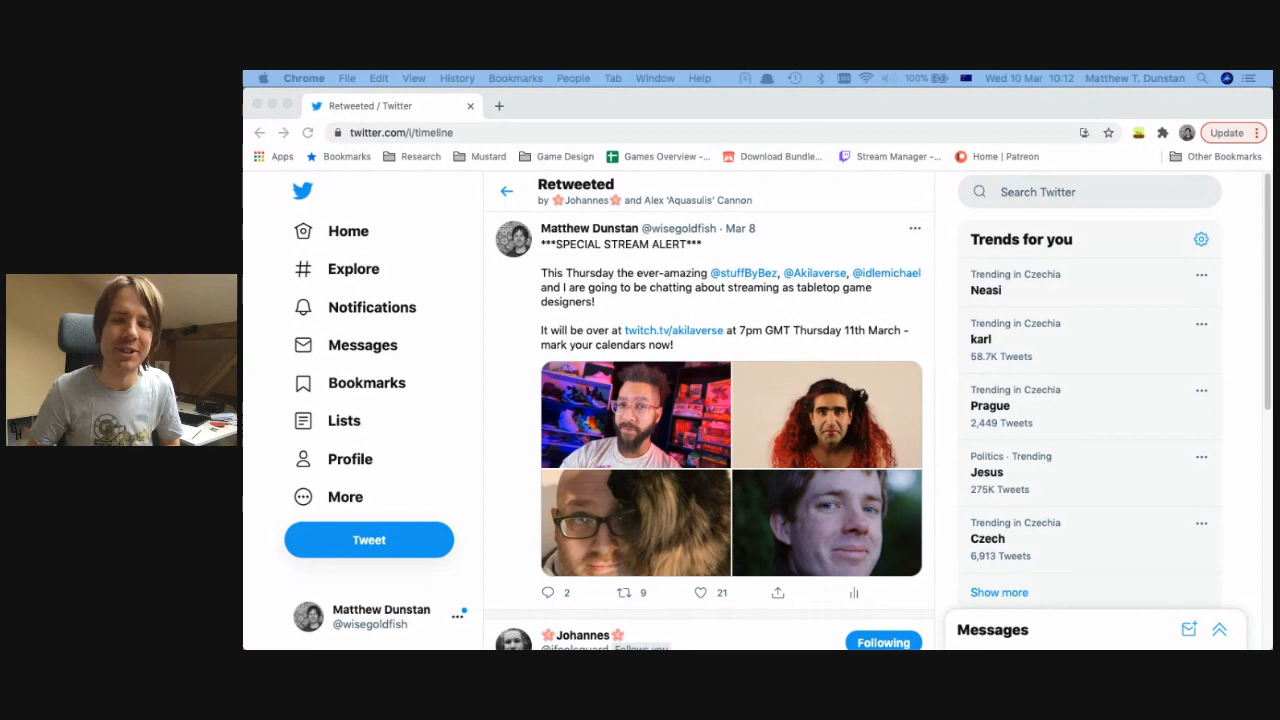 Chrome File Edit View History Bookmarks People Tab Window Help 100% Wed 10 Mar 10:12 Matthew T. Dunstan
Retweeted / Twitter
twitter.com/i/timeline
Update
Apps Bookmarks Research Mustard Game Design Games Overview -... Download Bundle... Stream Manager -... Home | Patreon Other Bookmarks
Retweeted
by 🌸Johannes🌸 and Alex 'Aquasulis' Cannon
Search Twitter
Home
Explore
Notifications
Messages
Bookmarks
Lists
Profile
More
Tweet
Matthew Dunstan
@wisegoldfish
Matthew Dunstan @wisegoldfish · Mar 8
***SPECIAL STREAM ALERT***
This Thursday the ever-amazing @stuffByBez, @Akilaverse, @idlemichael
and I are going to be chatting about streaming as tabletop game
designers!
It will be over at twitch.tv/akilaverse at 7pm GMT Thursday 11th March -
mark your calendars now!
2 9 21
🌸Johannes🌸
Following
Trends for you
Trending in Czechia
Neasi
Trending in Czechia
karl
58.7K Tweets
Trending in Czechia
Prague
2,449 Tweets
Politics · Trending
Jesus
275K Tweets
Trending in Czechia
Czech
6,913 Tweets
Show more
Messages